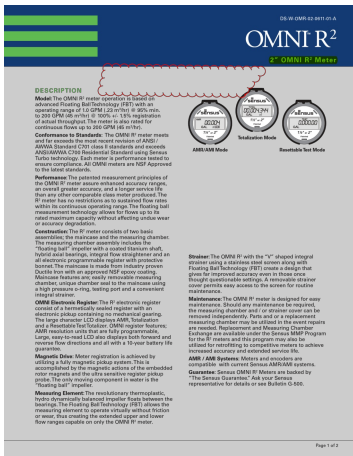 DS-W-OMR-02-0611-01-A
OMNI R²
2" OMNI R² Meter
DESCRIPTION
Model: The OMNI R² meter operation is based on
advanced Floating Ball Technology (FBT) with an
operating range of 1.0 GPM (.23 m³/hr) @ 95% min.
to 200 GPM (45 m³/hr) @ 100% +/- 1.5% registration
of actual throughput. The meter is also rated for
continuous flow up to 200 GPM (45 m³/hr).
Conformance to Standards: The OMNI R² meets
and far exceeds the most recent revision of ANSI /
AWWA Standard C701 class II standards and exceeds
ANSI/AWWA C700 Residential Standard using Sensus
Turbo technology. Each meter is performance tested to
ensure compliance. All OMNI meters are NSF Approved
to the latest standards.
Performance: The patented measurement principles of
the OMNI R² meter assure enhanced accuracy ranges,
an overall greater accuracy, and a longer service life
than any other comparable class meter produced. The
R² meter has no restrictions as to sustained flow rates
within its continuous operating range. The floating ball
measurement technology allows for flows up to its
rated maximum capacity without affecting undue wear
or accuracy degradation.
Construction: The R² meter consists of two basic
assemblies; the maincase and the measuring chamber.
The measuring chamber assembly includes the
"floating ball" impeller with a coated titanium shaft,
hybrid axial bearings, integral flow straightener and an
all electronic programmable register with protective
bonnet. The maincase is made from industry proven
Ductile Iron with an approved NSF epoxy coating.
Maincase features are; easily removable measuring
chamber, unique chamber seal to the maincase using
a high pressure o-ring, testing port and a convenient
integral strainer.
OMNI Electronic Register: The R² electronic register
consist of a hermetically sealed register with an
electronic pickup containing no mechanical gearing.
The large character LCD displays AMR, Totalization
and a Resettable Test Totalizer. OMNI register features;
AMR resolution units that are fully programmable,
Large, easy-to-read LCD also displays both forward and
reverse flow directions and all with a 10-year battery life
guarantee.
Magnetic Drive: Meter registration is achieved by
utilizing a fully magnetic pickup system. This is
accomplished by the magnetic actions of the embedded
rotor magnets and the ultra sensitive register pickup
probe. The only moving component in water is the
"floating ball" impeller.
Measuring Element: The revolutionary thermoplastic,
hydro dynamically balanced impeller floats between the
bearings. The Floating Ball Technology (FBT) allows the
measuring element to operate virtually without friction
or wear, thus creating the extended upper and lower
flow ranges capable on only the OMNI R² meter.
AMR/AMI Mode
Totalization Mode
Resettable Test Mode
Strainer: The OMNI R² with the "V" shaped integral
strainer using a stainless steel screen along with
Floating Ball Technology (FBT) create a design that
gives far improved accuracy even in those once
thought questionable settings. A removable strainer
cover permits easy access to the screen for routine
maintenance.
Maintenance: The OMNI R² meter is designed for easy
maintenance. Should any maintenance be required,
the measuring chamber and / or strainer cover can be
removed independently. Parts and or a replacement
measuring chamber may be utilized in the event repairs
are needed. Replacement and Measuring Chamber
Exchange are available under the Sensus MMP Program
for the R² meters and this program may also be
utilized for retrofitting to competitive meters to achieve
increased accuracy and extended service life.
AMR / AMI Systems: Meters and encoders are
compatible with current Sensus AMR/AMI systems.
Guarantee: Sensus OMNI R² Meters are backed by
"The Sensus Guarantee." Ask your Sensus
representative for details or see Bulletin G-500.
Page 1 of 2